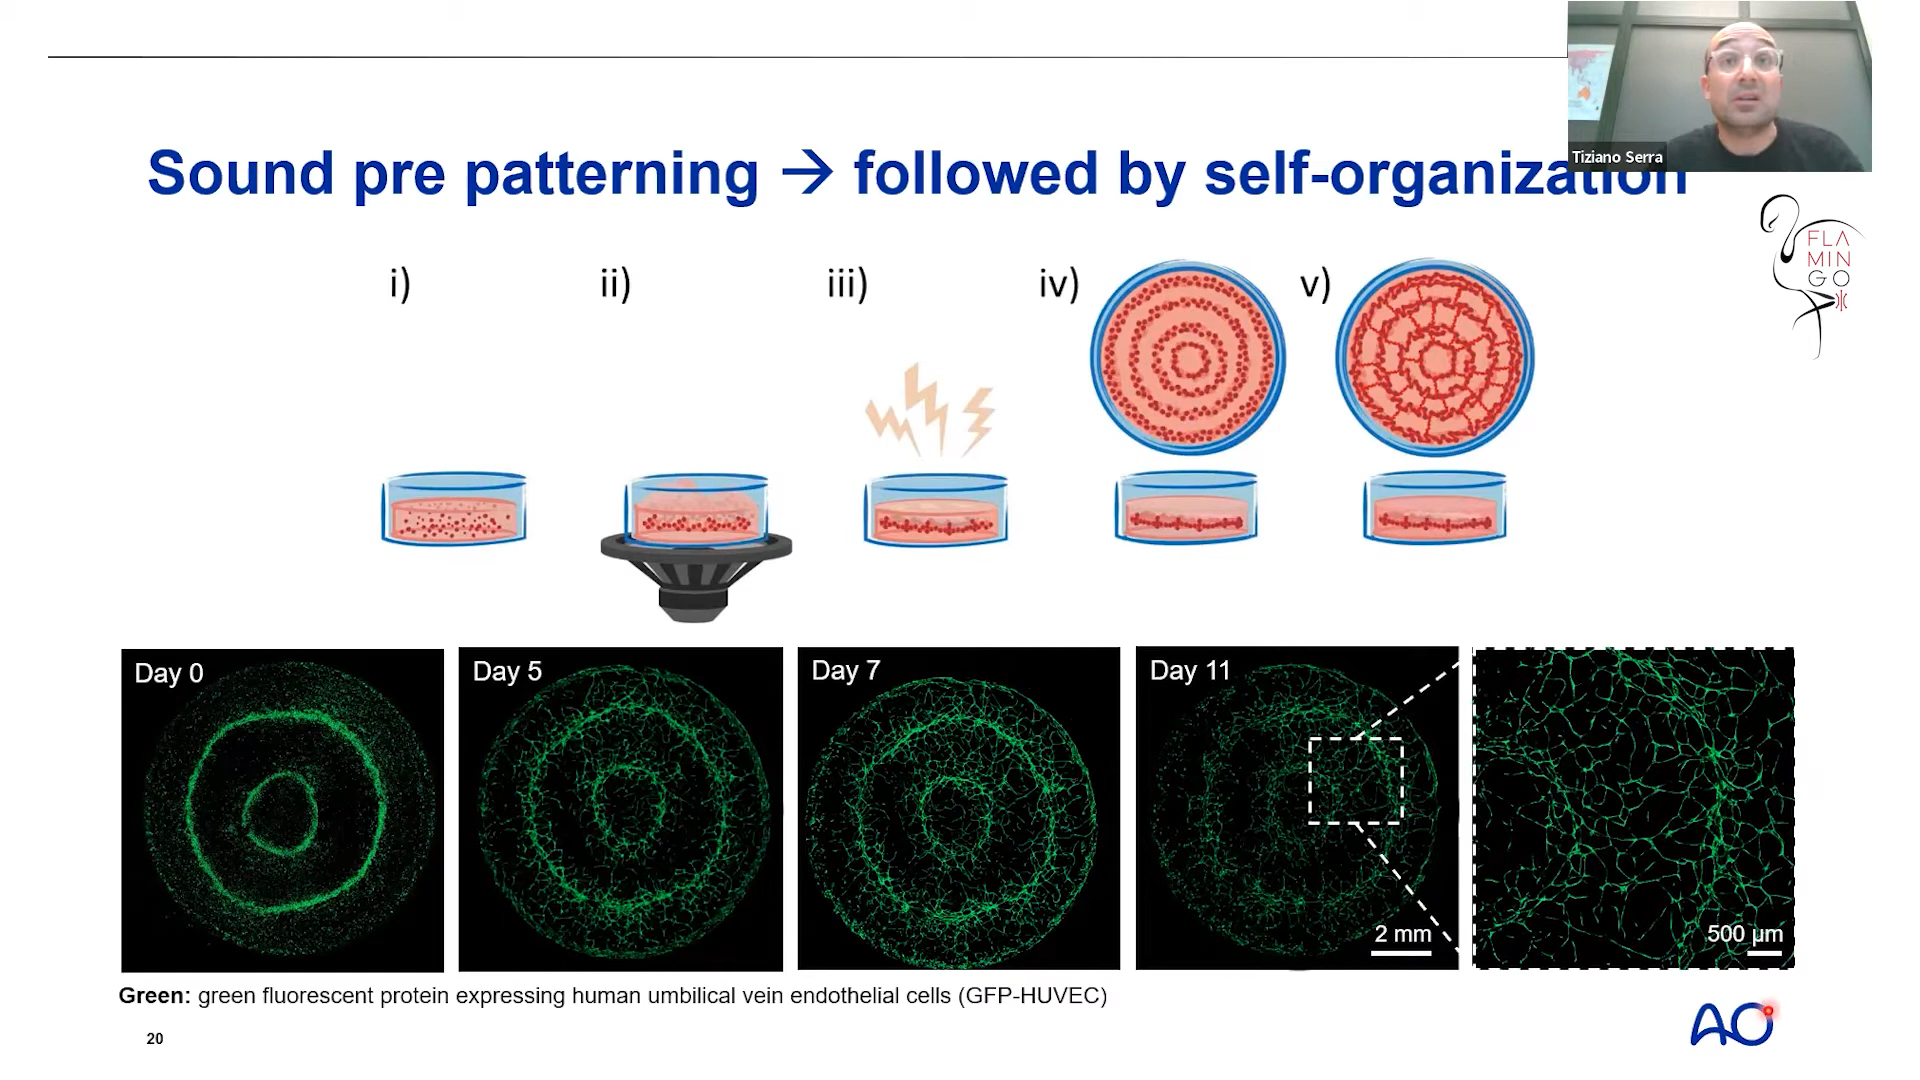 Tiziano Serra
Sound pre patterning → followed by self-organization
FLA
MIN
GO
i)
ii)
iii)
iv)
v)
Day 0
Day 5
Day 7
Day 11
2 mm
500 µm
Green: green fluorescent protein expressing human umbilical vein endothelial cells (GFP-HUVEC)
20
AO